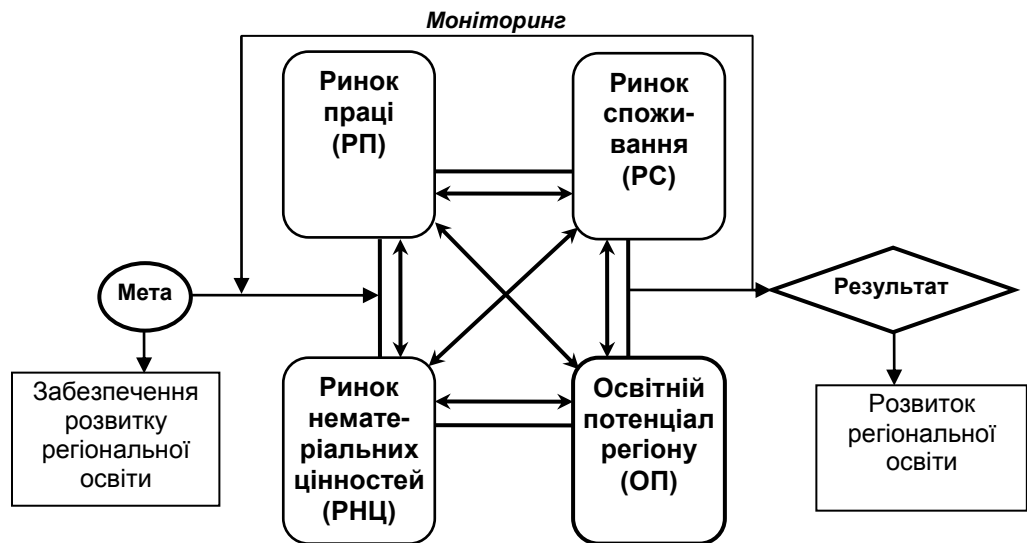 Моніторинг
Ринок
праці
(РП)
Ринок
спожи-
вання
(РС)
Мета
Результат
Забезпечення
розвитку
регіональної
освіти
Ринок
немате-
ріальних
цінностей
(РНЦ)
Освітній
потенціал
регіону
(ОП)
Розвиток
регіональної
освіти